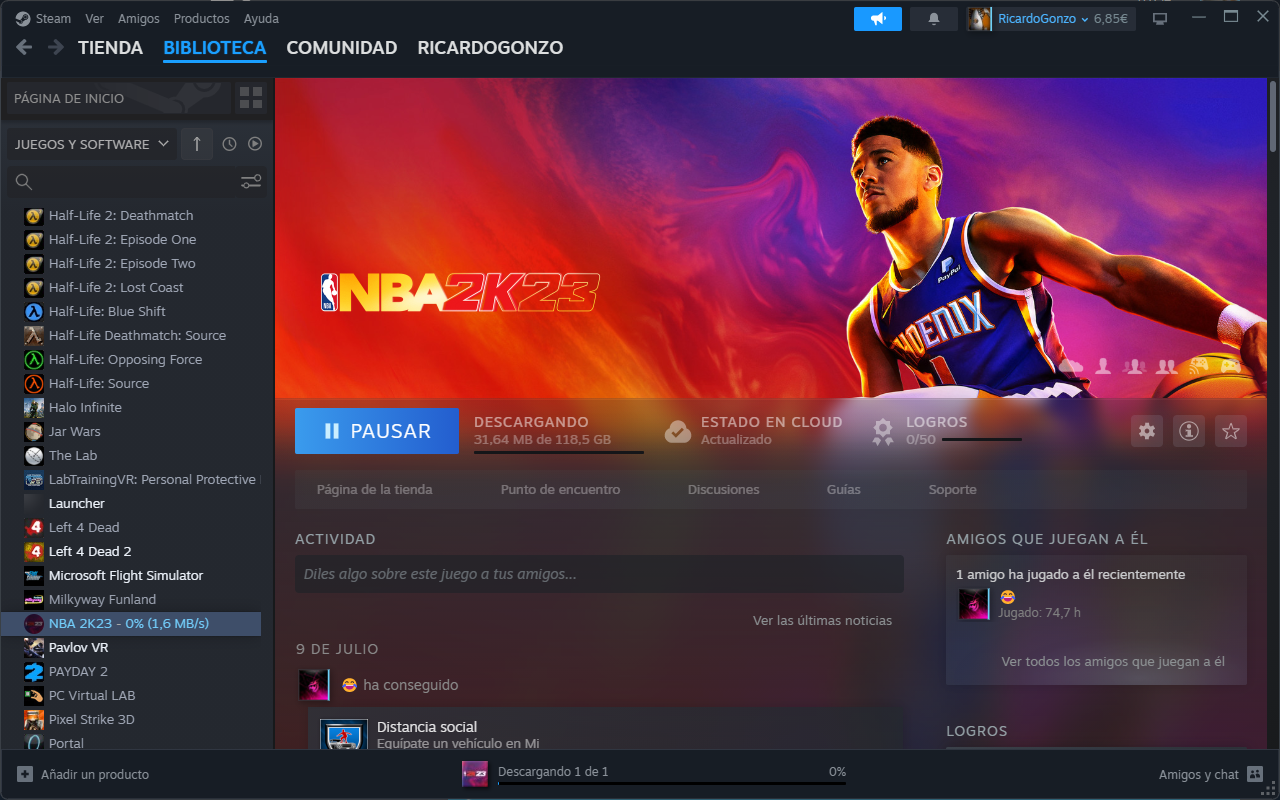 Steam Ver Amigos Productos Ayuda
RicardoGonzo 6,85€
TIENDA BIBLIOTECA COMUNIDAD RICARDOGONZO
PÁGINA DE INICIO
JUEGOS Y SOFTWARE
Half-Life 2: Deathmatch
Half-Life 2: Episode One
Half-Life 2: Episode Two
Half-Life 2: Lost Coast
Half-Life: Blue Shift
Half-Life Deathmatch: Source
Half-Life: Opposing Force
Half-Life: Source
Halo Infinite
Jar Wars
The Lab
LabTrainingVR: Personal Protective
Launcher
Left 4 Dead
Left 4 Dead 2
Microsoft Flight Simulator
Milkyway Funland
NBA 2K23 - 0% (1,6 MB/s)
Pavlov VR
PAYDAY 2
PC Virtual LAB
Pixel Strike 3D
Portal
NBA 2K23
PayPal
PHOENIX
PAUSAR
DESCARGANDO
31,64 MB de 118,5 GB
ESTADO EN CLOUD
Actualizado
LOGROS
0/50
Página de la tienda Punto de encuentro Discusiones Guías Soporte
ACTIVIDAD
Diles algo sobre este juego a tus amigos...
Ver las últimas noticias
9 DE JULIO
😂 ha conseguido
Distancia social
Equípate un vehículo en Mi
AMIGOS QUE JUEGAN A ÉL
1 amigo ha jugado a él recientemente
😂
Jugado: 74,7 h
Ver todos los amigos que juegan a él
LOGROS
Añadir un producto
Descargando 1 de 1 0%
Amigos y chat